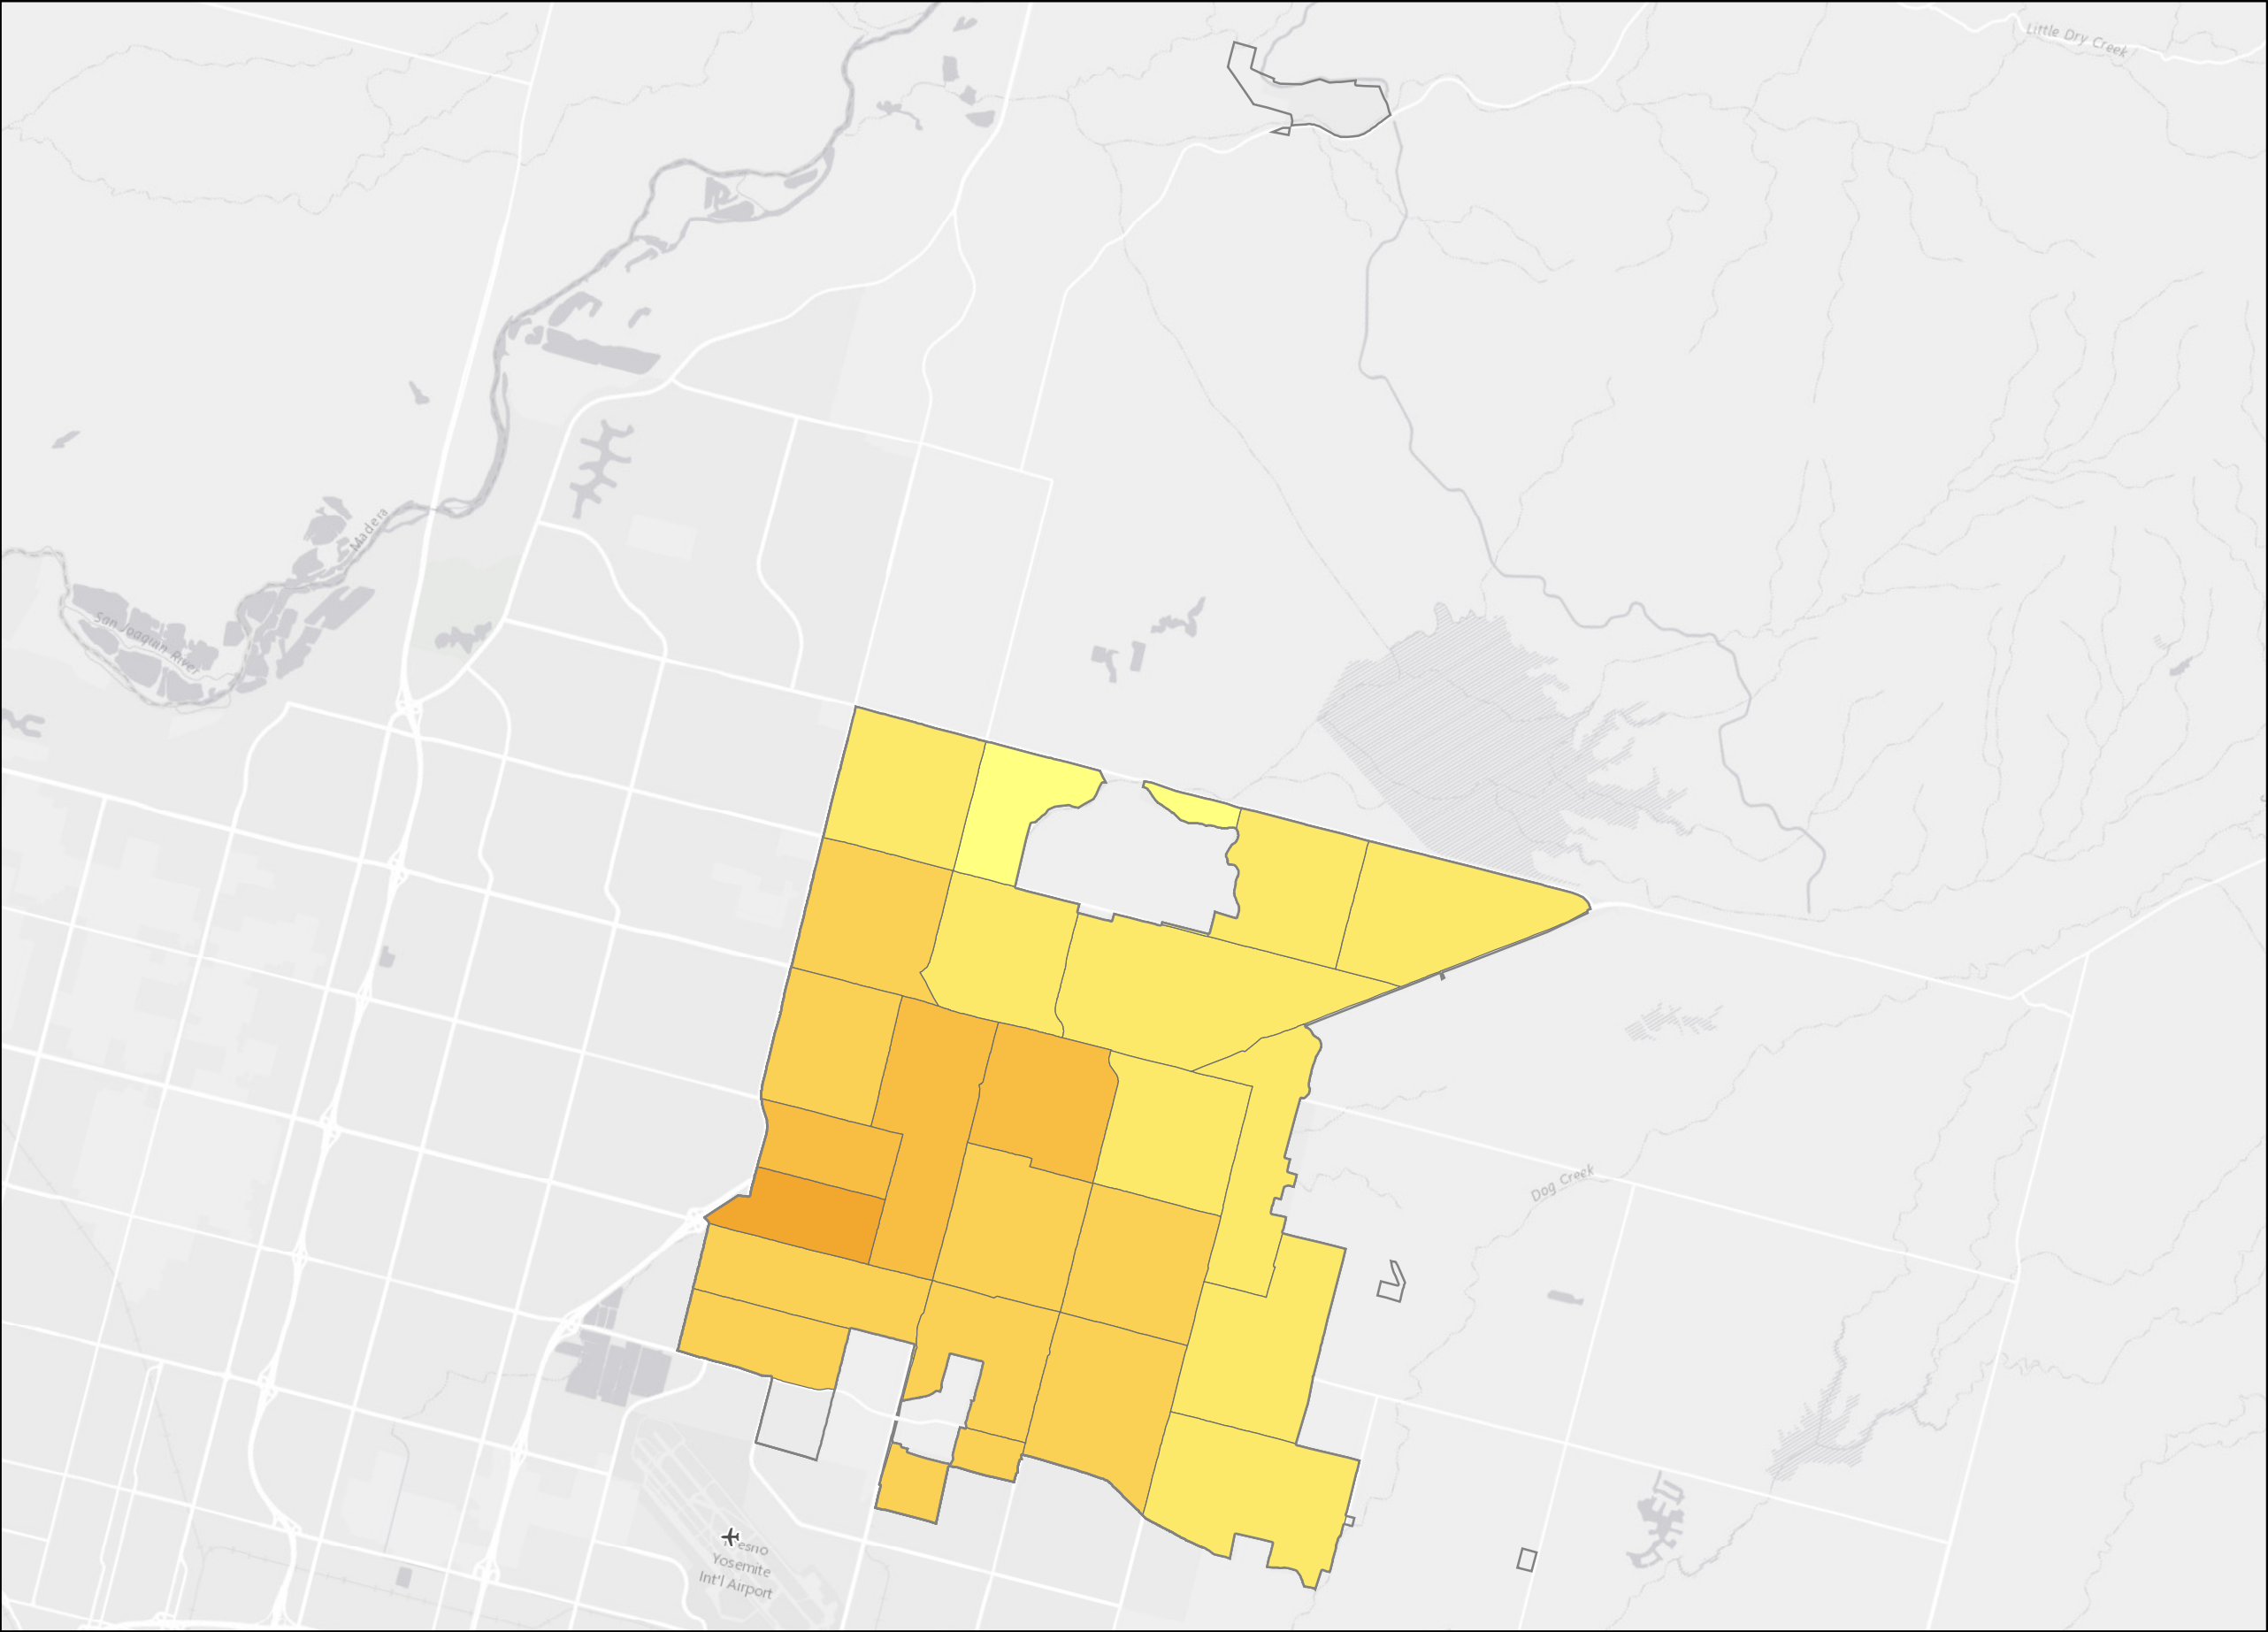 Little Dry Creek
Madera
San Joaquin River
Dog Creek
Fresno
Yosemite
Int'l Airport